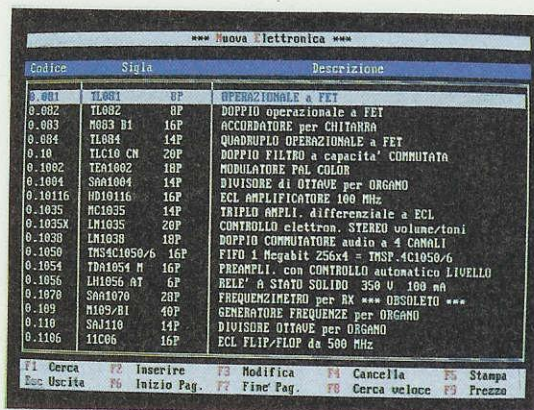 *** Nuova Elettronica ***
Codice Sigla Descrizione
0.081 TL081 8P OPERAZIONALE a FET
0.082 TL082 8P DOPPIO operazionale a FET
0.083 M083 B1 16P ACCORDATORE per CHITARRA
0.084 TL084 14P QUADRUPLO OPERAZIONALE a FET
0.10 TLC10 CN 20P DOPPIO FILTRO a capacita' COMMUTATA
0.1002 TEA1002 18P MODULATORE PAL COLOR
0.1004 SAA1004 14P DIVISORE di OTTAVE per ORGANO
0.10116 HD10116 16P ECL AMPLIFICATORE 100 MHz
0.1035 MC1035 14P TRIPLO AMPLI. differenziale a ECL
0.1035X LM1035 20P CONTROLLO elettron. STEREO volume/toni
0.1038 LM1038 18P DOPPIO COMMUTATORE audio a 4 CANALI
0.1050 TMS4C1050/6 16P FIFO 1 Megabit 256x4 = TMSP.4C1050/6
0.1054 TDA1054 M 16P PREAMPLI. con CONTROLLO automatico LIVELLO
0.1056 LH1056 AT 6P RELE' A STATO SOLIDO 350 V 100 mA
0.1070 SAA1070 28P FREQUENZIMETRO per RX *** OBSOLETO ***
0.109 M109/BI 40P GENERATORE FREQUENZE per ORGANO
0.110 SAJ110 14P DIVISORE OTTAVE per ORGANO
0.1106 11C06 16P ECL FLIP/FLOP da 500 MHz
F1 Cerca F2 Inserire F3 Modifica F4 Cancella F5 Stampa
Esc Uscita F6 Inizio Pag. F7 Fine Pag. F8 Cerca veloce F9 Prezzo